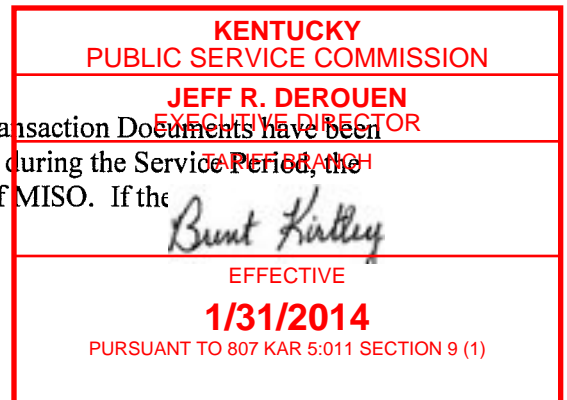 KENTUCKY
PUBLIC SERVICE COMMISSION
JEFF R. DEROUEN
EXECUTIVE DIRECTOR
ansaction Documents have been
TARIFF BRANCH
during the Service Period, the
f MISO. If the
Brent Kirtley
EFFECTIVE
1/31/2014
PURSUANT TO 807 KAR 5:011 SECTION 9 (1)